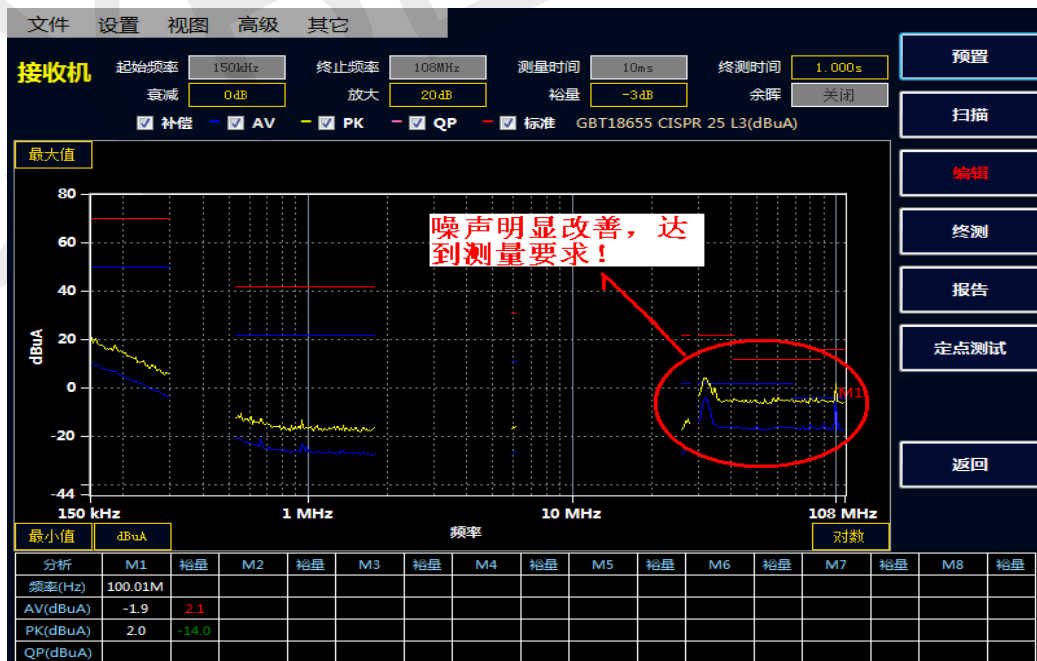 文件 设置 视图 高级 其它
接收机 起始频率 150kHz 终止频率 108MHz 测量时间 10ms 终测时间 1.000s
衰减 0dB 放大 20dB 裕量 -3dB 余晖 关闭
补偿 AV PK QP 标准 GBT18655 CISPR 25 L3(dBuA)
预置
扫描
编辑
终测
报告
定点测试
返回
最大值
80
60
40
20
0
-20
-44
dBuA
噪声明显改善，达
到测量要求！
M1
150 kHz 1 MHz 10 MHz 108 MHz
频率
最小值 dBuA 对数
分析 M1 裕量 M2 裕量 M3 裕量 M4 裕量 M5 裕量 M6 裕量 M7 裕量 M8 裕量
频率(Hz) 100.01M
AV(dBuA) -1.9 2.1
PK(dBuA) 2.0 -14.0
QP(dBuA)